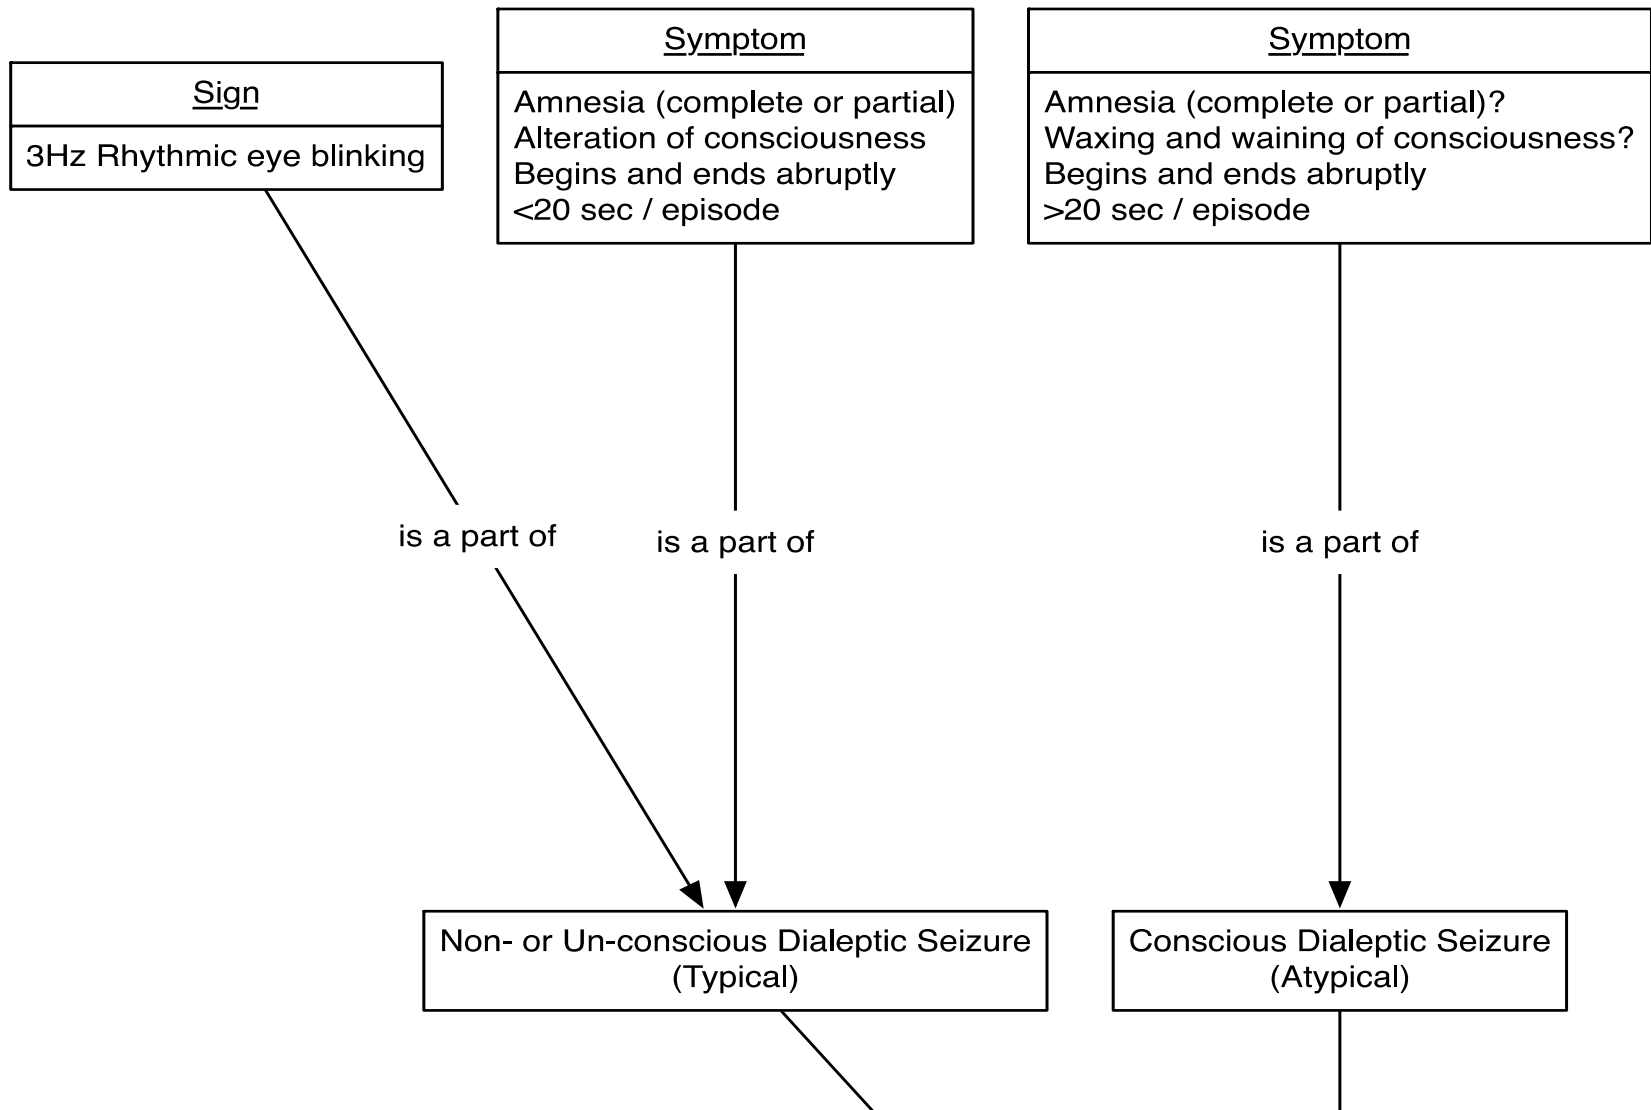 Sign
3Hz Rhythmic eye blinking
Symptom
Amnesia (complete or partial)
Alteration of consciousness
Begins and ends abruptly
<20 sec / episode
Symptom
Amnesia (complete or partial)?
Waxing and waining of consciousness?
Begins and ends abruptly
>20 sec / episode
is a part of
is a part of
is a part of
Non- or Un-conscious Dialeptic Seizure
(Typical)
Conscious Dialeptic Seizure
(Atypical)